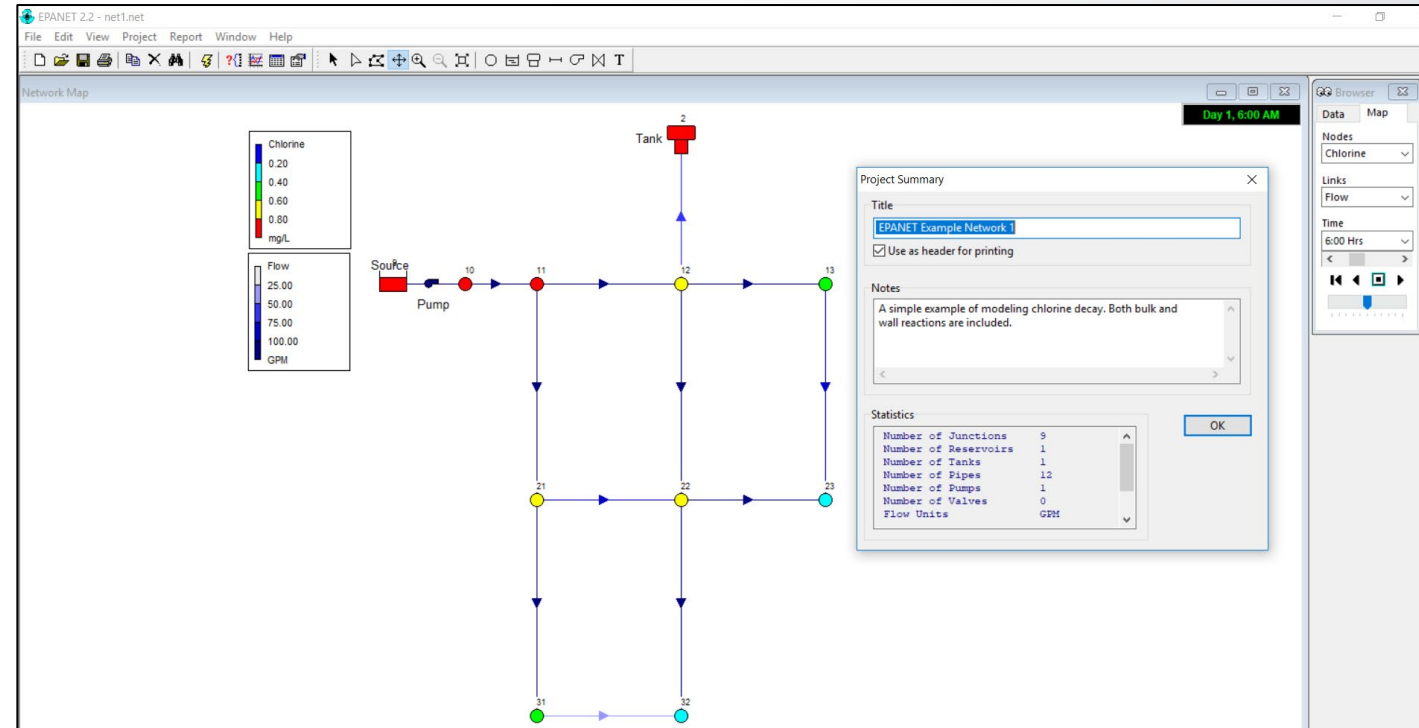 EPANET 2.2 - net1.net
File Edit View Project Report Window Help
T
Network Map
Day 1, 6:00 AM
Chlorine
0.20
0.40
0.60
0.80
mg/L
Flow
25.00
50.00
75.00
100.00
GPM
Tank
2
Source
Pump
10
11
12
13
21
22
23
31
32
Project Summary
Title
EPANET Example Network 1
Use as header for printing
Notes
A simple example of modeling chlorine decay. Both bulk and
wall reactions are included.
Statistics
Number of Junctions 9
Number of Reservoirs 1
Number of Tanks 1
Number of Pipes 12
Number of Pumps 1
Number of Valves 0
Flow Units GPM
OK
Browser
Data Map
Nodes
Chlorine
Links
Flow
Time
6:00 Hrs